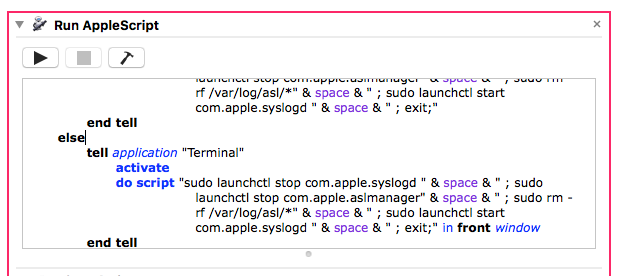 Run AppleScript
launchctl stop com.apple.aslmanager" & space & " ; sudo rm -
rf /var/log/asl/*" & space & " ; sudo launchctl start
com.apple.syslogd " & space & " ; exit;"
end tell
else
tell application "Terminal"
activate
do script "sudo launchctl stop com.apple.syslogd " & space & " ; sudo
launchctl stop com.apple.aslmanager" & space & " ; sudo rm -
rf /var/log/asl/*" & space & " ; sudo launchctl start
com.apple.syslogd " & space & " ; exit;" in front window
end tell